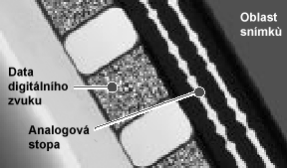 Oblast
snímků
Data
digitálního
zvuku
Analogová
stopa